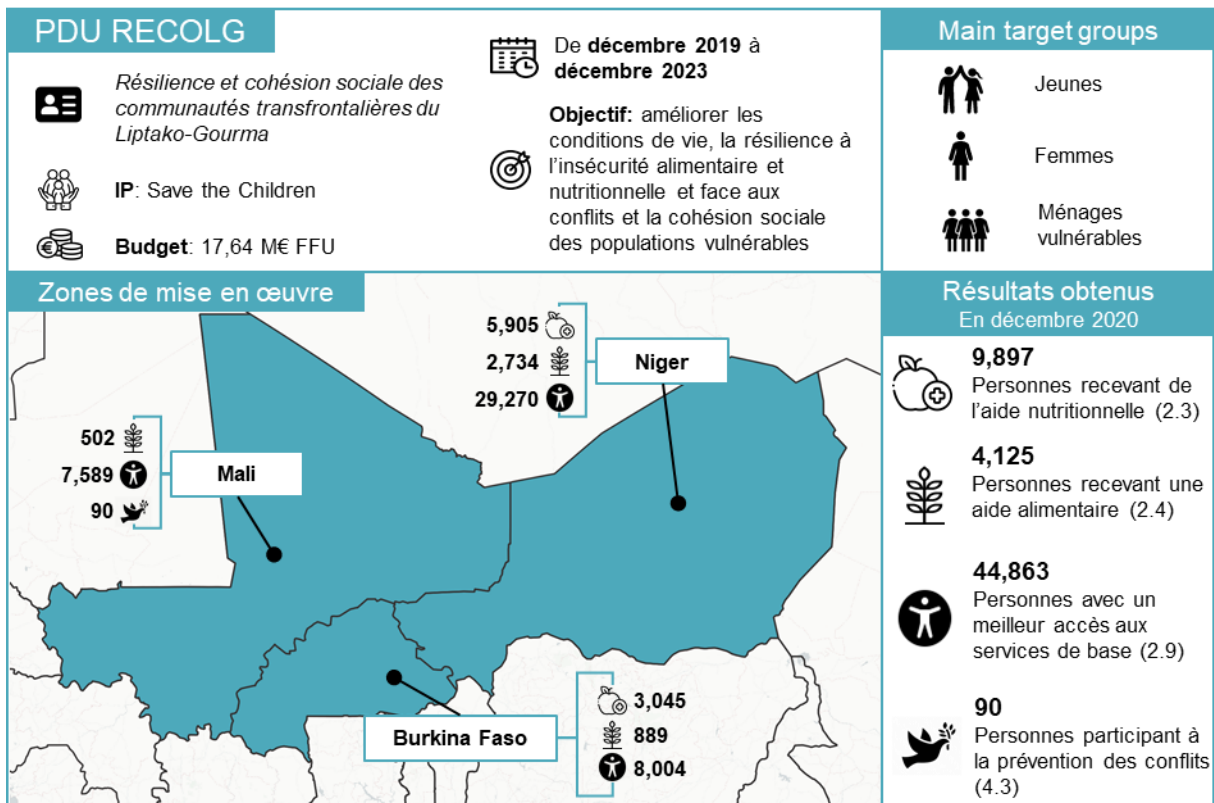 PDU RECOLG
Résilience et cohésion sociale des
communautés transfrontalières du
Liptako-Gourma
IP: Save the Children
Budget: 17,64 M€ FFU
De décembre 2019 à
décembre 2023
Objectif: améliorer les
conditions de vie, la résilience à
l'insécurité alimentaire et
nutritionnelle et face aux
conflits et la cohésion sociale
des populations vulnérables
Main target groups
Jeunes
Femmes
Ménages
vulnérables
Zones de mise en œuvre
5,905
2,734
29,270
Niger
502
7,589
90
Mali
Burkina Faso
3,045
889
8,004
Résultats obtenus
En décembre 2020
9,897
Personnes recevant de
l'aide nutritionnelle (2.3)
4,125
Personnes recevant une
aide alimentaire (2.4)
44,863
Personnes avec un
meilleur accès aux
services de base (2.9)
90
Personnes participant à
la prévention des conflits
(4.3)